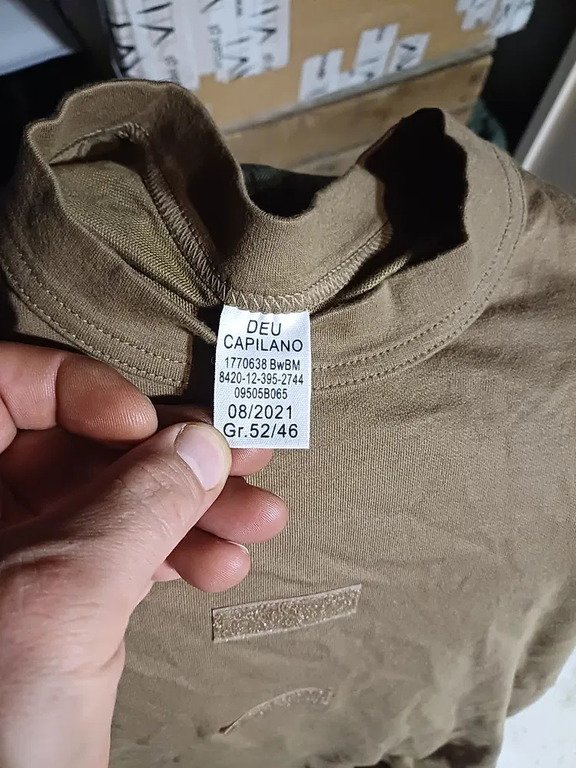 DEU
CAPILANO
1770638 BwBM
8420-12-395-2744
09505B065
08/2021
Gr.52/46